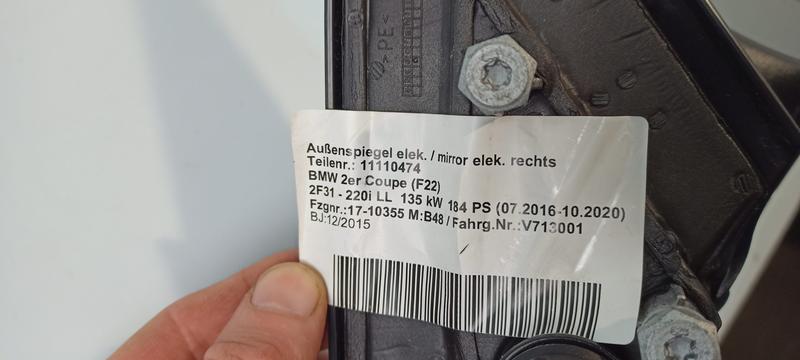 >PE<
Außenspiegel elek. / mirror elek. rechts
Teilenr.: 11110474
BMW 2er Coupe (F22)
2F31 - 220i LL 135 kW 184 PS (07.2016-10.2020)
Fzgnr.:17-10355 M:B48 / Fahrg.Nr.:V713001
BJ:12/2015